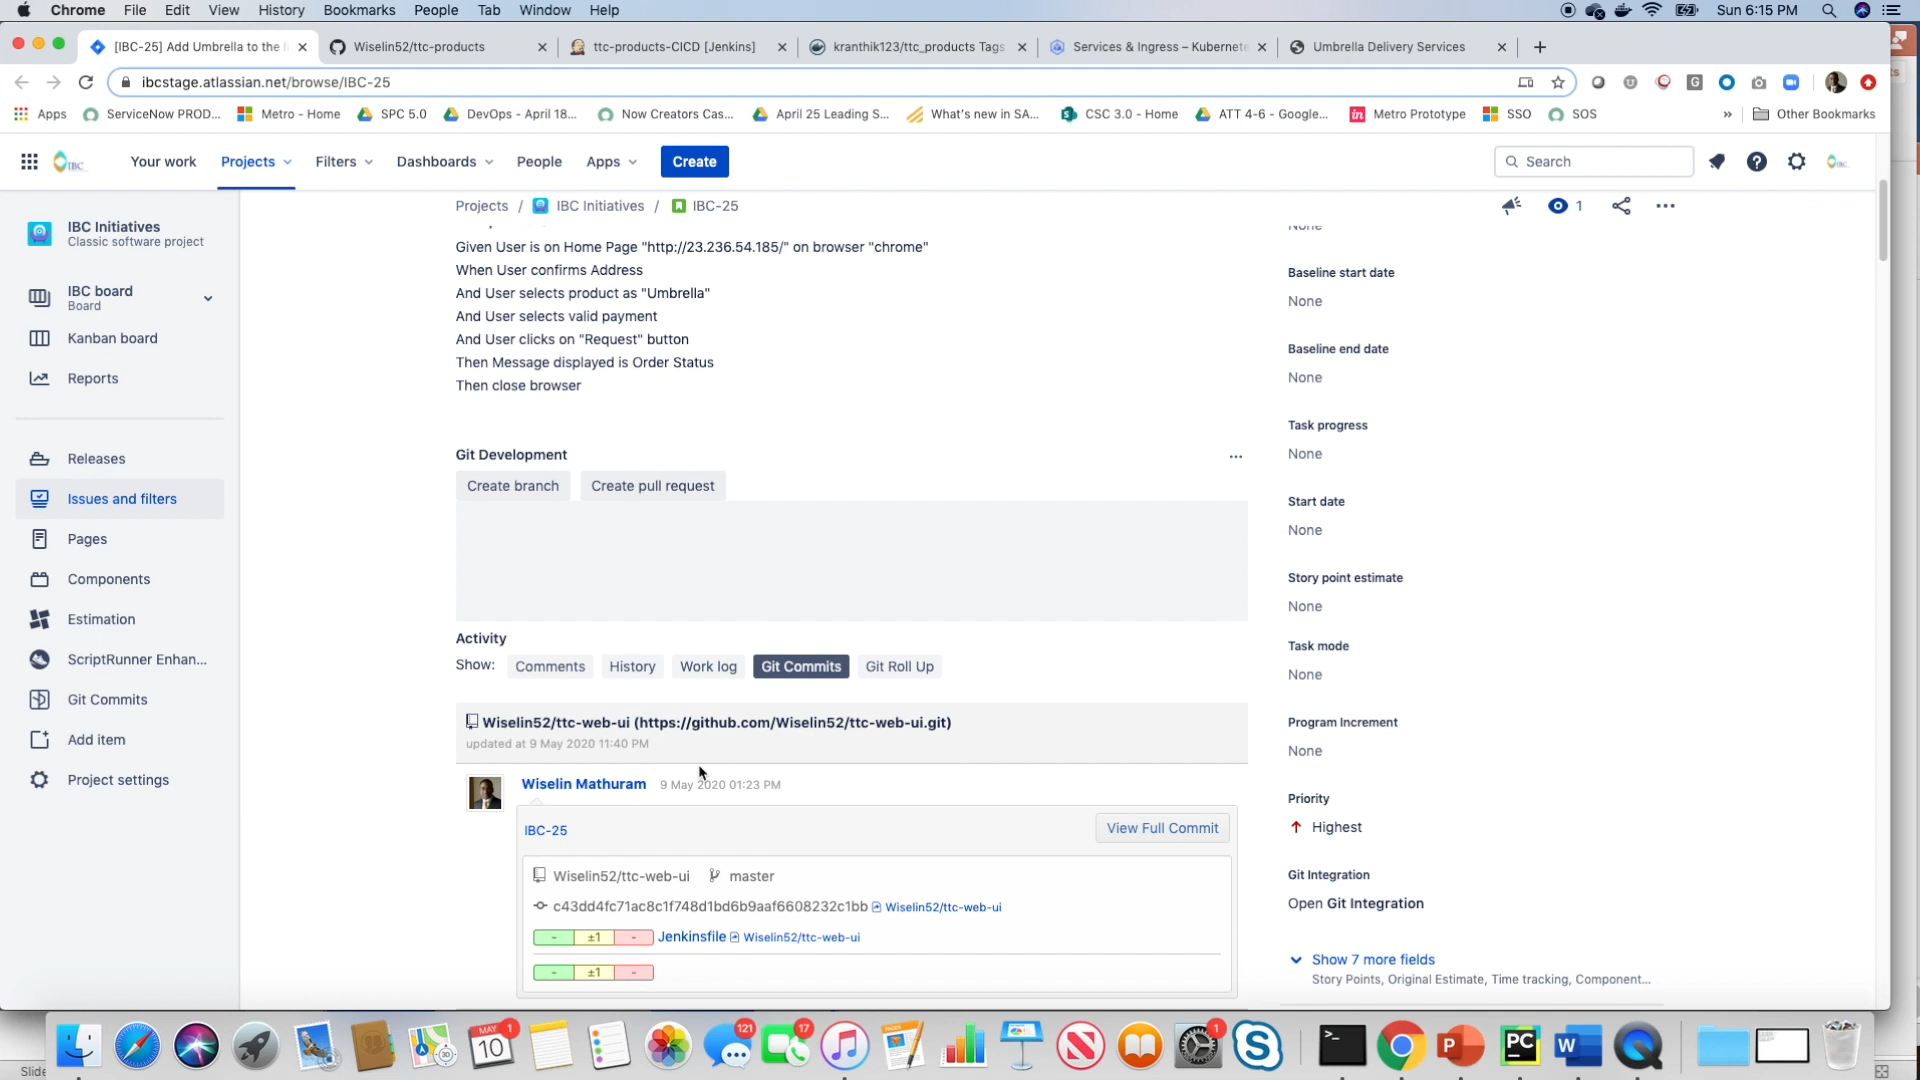 Chrome File Edit View History Bookmarks People Tab Window Help
Sun 6:15 PM
[IBC-25] Add Umbrella to the
Wiselin52/ttc-products
ttc-products-CICD [Jenkins]
kranthik123/ttc_products Tags
Services & Ingress – Kubernete
Umbrella Delivery Services
ibcstage.atlassian.net/browse/IBC-25
Apps ServiceNow PROD... Metro - Home SPC 5.0 DevOps - April 18... Now Creators Cas... April 25 Leading S... What's new in SA... CSC 3.0 - Home ATT 4-6 - Google... Metro Prototype SSO SOS » Other Bookmarks
IBC Your work Projects Filters Dashboards People Apps Create Search
IBC Initiatives
Classic software project
IBC board
Board
Kanban board
Reports
Releases
Issues and filters
Pages
Components
Estimation
ScriptRunner Enhan...
Git Commits
Add item
Project settings
Projects / IBC Initiatives / IBC-25
1
Given User is on Home Page "http://23.236.54.185/" on browser "chrome"
When User confirms Address
And User selects product as "Umbrella"
And User selects valid payment
And User clicks on "Request" button
Then Message displayed is Order Status
Then close browser
Git Development
Create branch Create pull request
Activity
Show: Comments History Work log Git Commits Git Roll Up
Wiselin52/ttc-web-ui (https://github.com/Wiselin52/ttc-web-ui.git)
updated at 9 May 2020 11:40 PM
Wiselin Mathuram 9 May 2020 01:23 PM
IBC-25 View Full Commit
Wiselin52/ttc-web-ui master
c43dd4fc71ac8c1f748d1bd6b9aaf6608232c1bb Wiselin52/ttc-web-ui
- ±1 - Jenkinsfile Wiselin52/ttc-web-ui
- ±1 -
None
Baseline start date
None
Baseline end date
None
Task progress
None
Start date
None
Story point estimate
None
Task mode
None
Program Increment
None
Priority
Highest
Git Integration
Open Git Integration
Show 7 more fields
Story Points, Original Estimate, Time tracking, Component...
MAY 1
10
121
17
PAGES
1
P
PC
W
Slide